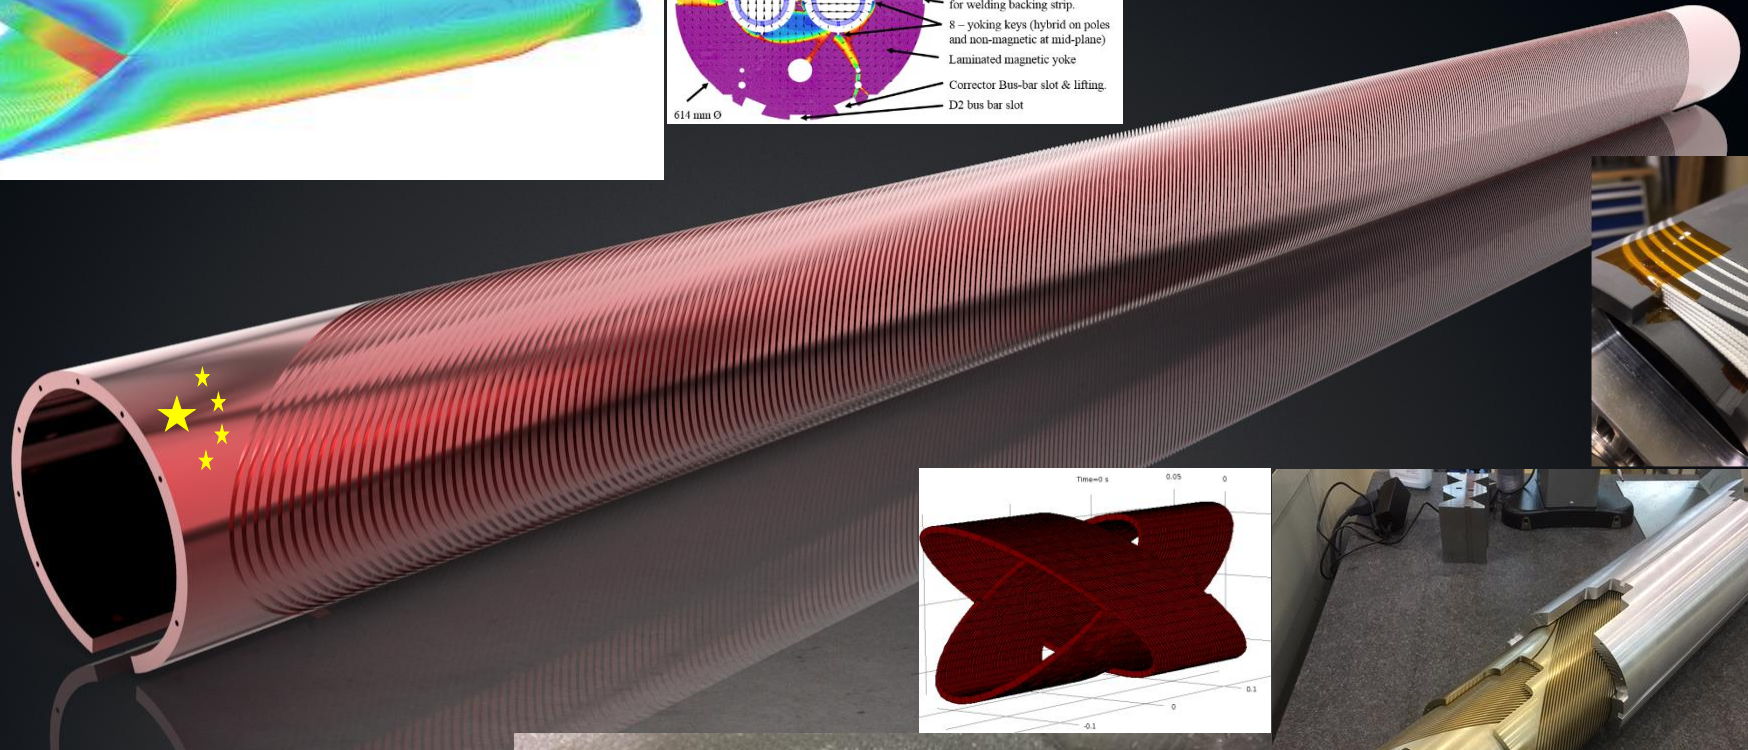 for welding backing strip.
8 – yoking keys (hybrid on poles
and non-magnetic at mid-plane)
Laminated magnetic yoke
Corrector Bus-bar slot & lifting.
D2 bus bar slot
614 mm Ø
Time=0 s
0.05
0
0.1
0
-0.1